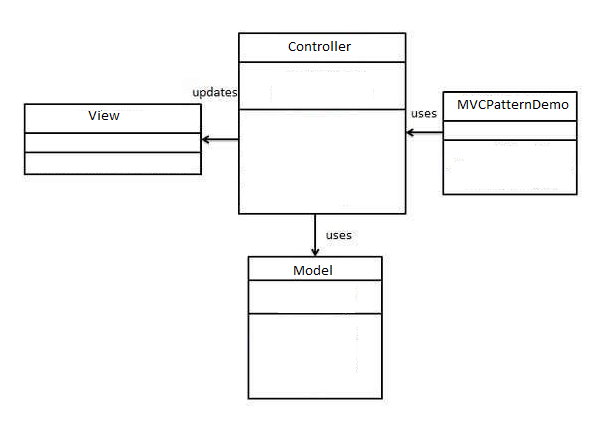 Controller
updates
View
MVCPatternDemo
uses
uses
Model